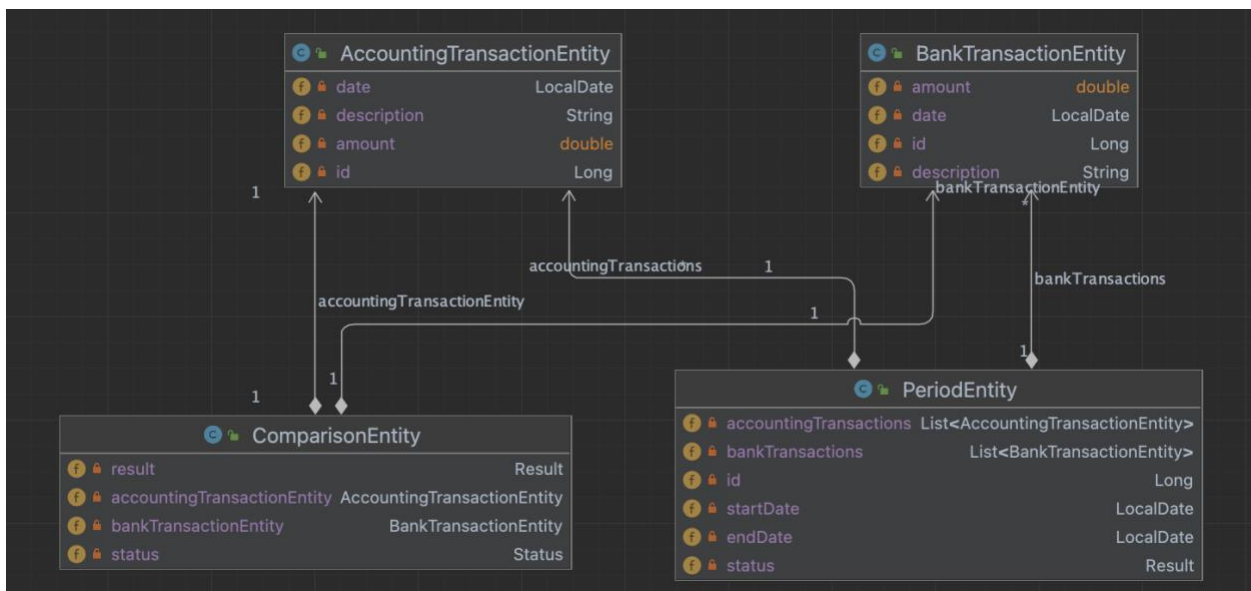 AccountingTransactionEntity
date LocalDate
description String
amount double
id Long
BankTransactionEntity
amount double
date LocalDate
id Long
description String
1
bankTransactionEntity
*
accountingTransactions
*
1
bankTransactions
accountingTransactionEntity
1
1
1
1
ComparisonEntity
result Result
accountingTransactionEntity AccountingTransactionEntity
bankTransactionEntity BankTransactionEntity
status Status
PeriodEntity
accountingTransactions List<AccountingTransactionEntity>
bankTransactions List<BankTransactionEntity>
id Long
startDate LocalDate
endDate LocalDate
status Result